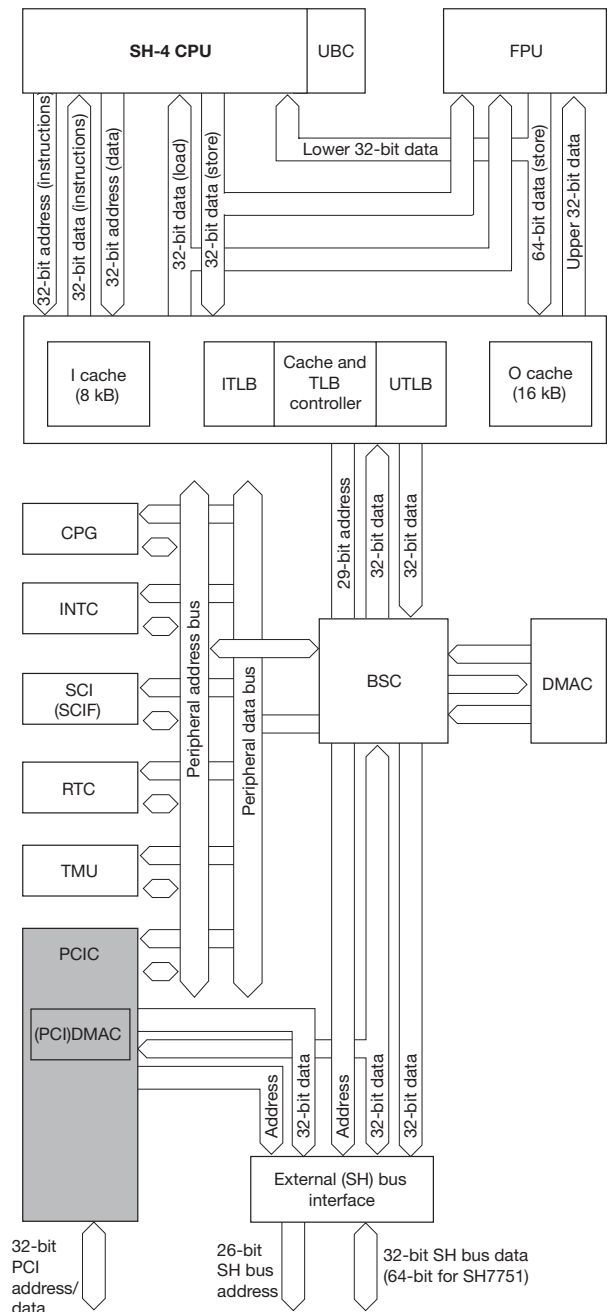 SH-4 CPU
UBC
FPU
Lower 32-bit data
32-bit address (instructions)
32-bit data (instructions)
32-bit address (data)
32-bit data (load)
32-bit data (store)
64-bit data (store)
Upper 32-bit data
I cache
(8 kB)
ITLB
Cache and
TLB
controller
UTLB
O cache
(16 kB)
29-bit address
32-bit data
32-bit data
CPG
INTC
SCI
(SCIF)
RTC
TMU
Peripheral address bus
Peripheral data bus
BSC
DMAC
PCIC
(PCI)DMAC
Address
32-bit data
Address
32-bit data
32-bit data
External (SH) bus
interface
32-bit
PCI
address/
data
26-bit
SH bus
address
32-bit SH bus data
(64-bit for SH7751)